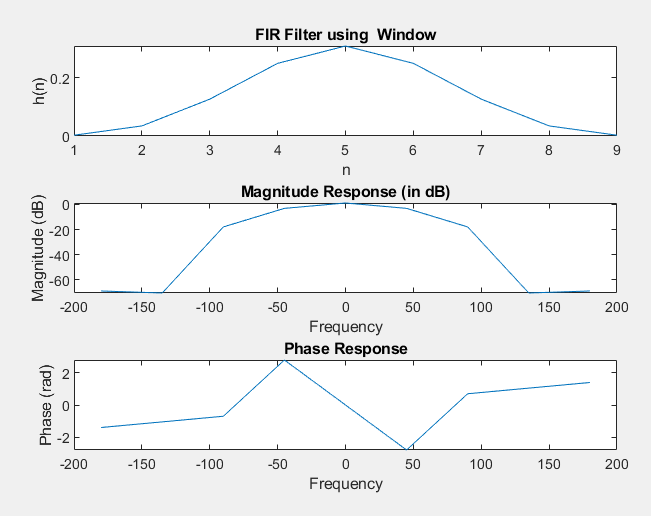 FIR Filter using  Window
h(n)
0.2
0
1 2 3 4 5 6 7 8 9
n
Magnitude Response (in dB)
Magnitude (dB)
0
-20
-40
-60
-200 -150 -100 -50 0 50 100 150 200
Frequency
Phase Response
Phase (rad)
2
0
-2
-200 -150 -100 -50 0 50 100 150 200
Frequency